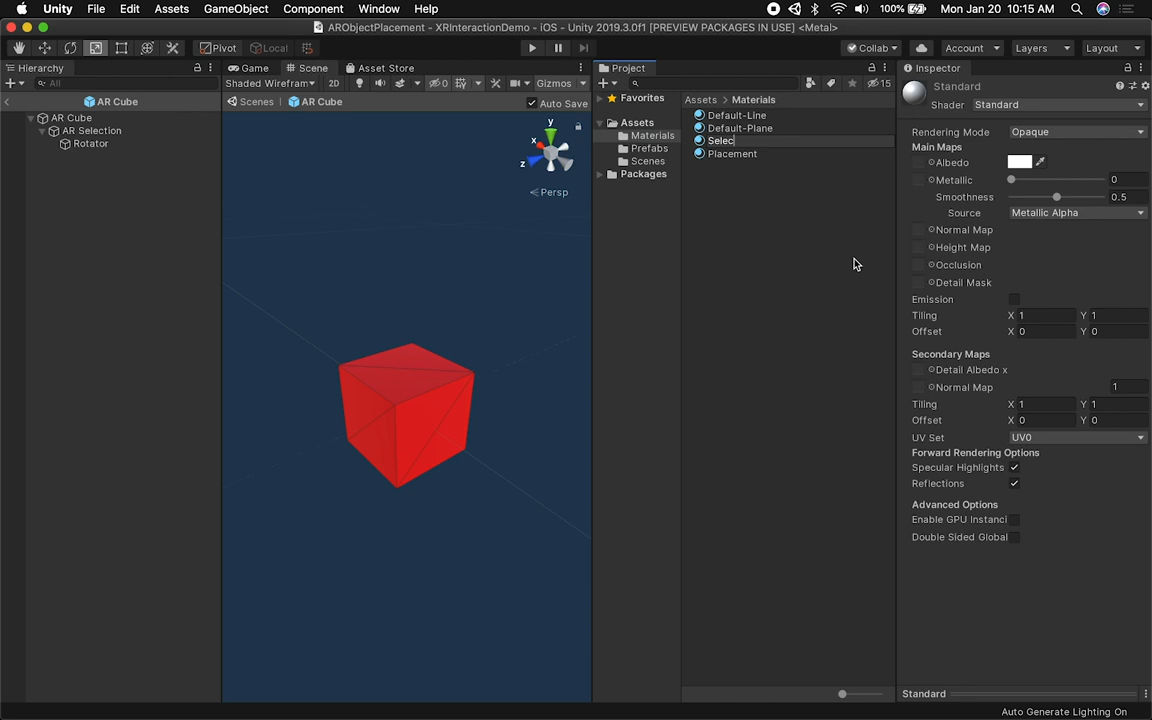 Unity File Edit Assets GameObject Component Window Help 100% Mon Jan 20 10:15 AM
ARObjectPlacement - XRInteractionDemo - iOS - Unity 2019.3.0f1 [PREVIEW PACKAGES IN USE] <Metal>
Pivot Local Collab Account Layers Layout
Hierarchy Game Scene Asset Store Project Inspector
All Shaded Wirefram 2D 0 Gizmos 15 Standard
Shader Standard
AR Cube Scenes AR Cube Auto Save Favorites Assets > Materials
AR Cube
AR Selection
Rotator
y
x
z
Persp
Assets
Materials
Prefabs
Scenes
Packages
Default-Line
Default-Plane
Selec
Placement
Rendering Mode Opaque
Main Maps
Albedo
Metallic 0
Smoothness 0.5
Source Metallic Alpha
Normal Map
Height Map
Occlusion
Detail Mask
Emission
Tiling X 1 Y 1
Offset X 0 Y 0
Secondary Maps
Detail Albedo x
Normal Map 1
Tiling X 1 Y 1
Offset X 0 Y 0
UV Set UV0
Forward Rendering Options
Specular Highlights
Reflections
Advanced Options
Enable GPU Instanci
Double Sided Global
Standard
Auto Generate Lighting On